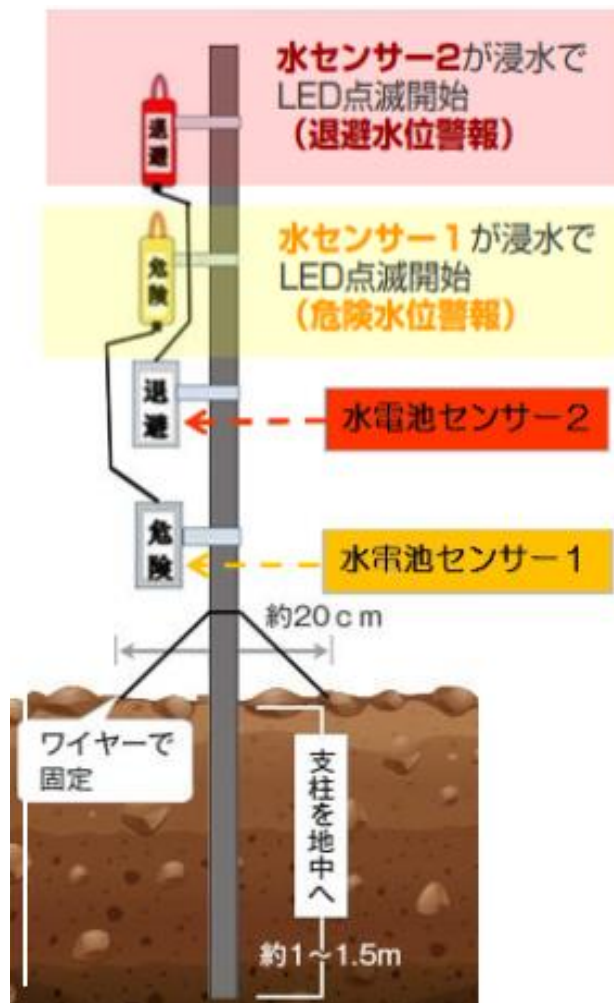 水センサー2が浸水で
LED点滅開始
（退避水位警報）
退避
水センサー1が浸水で
LED点滅開始
（危険水位警報）
危険
退避
水電池センサー2
危険
水電池センサー1
約20cm
ワイヤーで
固定
支柱を地中へ
約1～1.5m